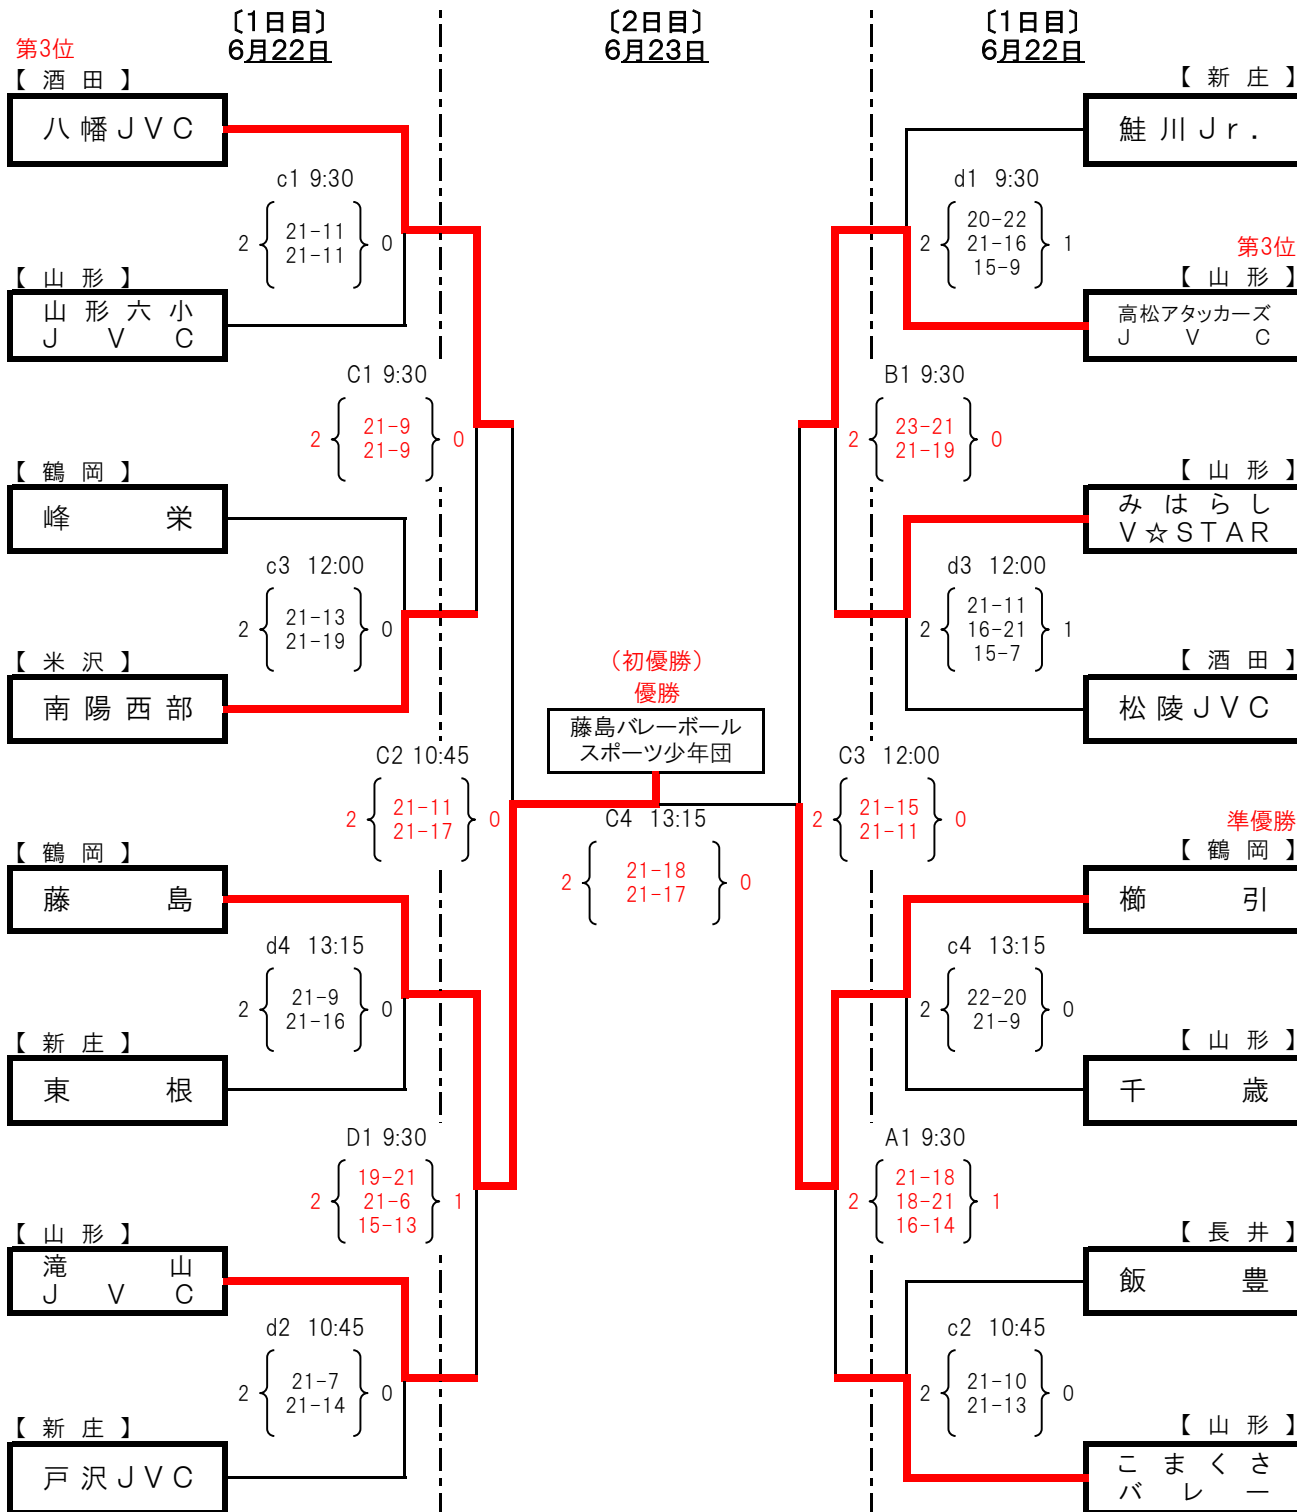 〔1日目〕
6月22日
〔2日目〕
6月23日
〔1日目〕
6月22日
第3位
【 酒 田 】
八幡JVC
c1 9:30
2 21-11 0
21-11
【 山 形 】
山形六小
J V C
C1 9:30
2 21-9 0
21-9
【 鶴 岡 】
峰 栄
c3 12:00
2 21-13 0
21-19
【 米 沢 】
南陽西部
C2 10:45
2 21-11 0
21-17
【 鶴 岡 】
藤 島
d4 13:15
2 21-9 0
21-16
【 新 庄 】
東 根
D1 9:30
19-21
2 21-6 1
15-13
【 山 形 】
滝 山
J V C
d2 10:45
2 21-7 0
21-14
【 新 庄 】
戸沢JVC
(初優勝)
優勝
藤島バレーボール
スポーツ少年団
C4 13:15
2 21-18 0
21-17
【 新 庄 】
鮭川Jr.
d1 9:30
20-22
2 21-16 1
15-9
第3位
【 山 形 】
高松アタッカーズ
J V C
B1 9:30
2 23-21 0
21-19
【 山 形 】
みはらし
V☆STAR
d3 12:00
21-11
2 16-21 1
15-7
【 酒 田 】
松陵JVC
C3 12:00
2 21-15 0
21-11
準優勝
【 鶴 岡 】
櫛 引
c4 13:15
2 22-20 0
21-9
【 山 形 】
千 歳
A1 9:30
21-18
2 18-21 1
16-14
【 長 井 】
飯 豊
c2 10:45
2 21-10 0
21-13
【 山 形 】
こまくさ
バレー